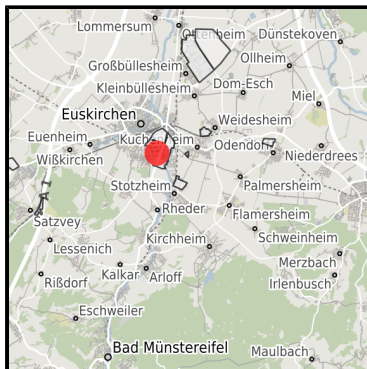 Lommersum
Ottenheim
Dünstekoven
Großbüllesheim
Ollheim
Kleinbüllesheim
Dom-Esch
Miel
Euskirchen
Weidesheim
Euenheim
Kuchenheim
Odendorf
Wißkirchen
Niederdrees
Stotzheim
Palmersheim
Satzvey
Rheder
Flamersheim
Lessenich
Kirchheim
Schweinheim
Kalkar
Arloff
Merzbach
Rißdorf
Irlenbusch
Eschweiler
Bad Münstereifel
Maulbach